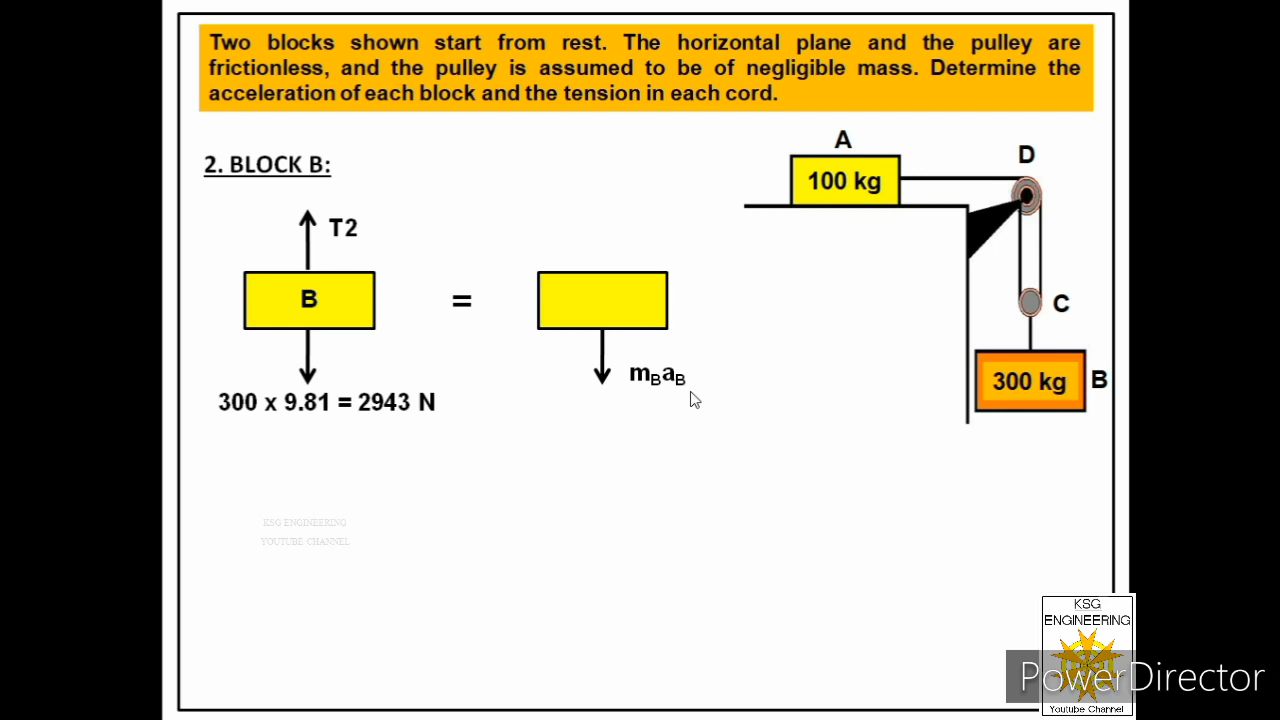 Two blocks shown start from rest. The horizontal plane and the pulley are
frictionless, and the pulley is assumed to be of negligible mass. Determine the
acceleration of each block and the tension in each cord.
2. BLOCK B:
T2
B
=
300 x 9.81 = 2943 N
mBaB
A
100 kg
D
C
300 kg
B
KSG ENGINEERING
YOUTUBE CHANNEL
KSG
ENGINEERING
Youtube Channel
PowerDirector